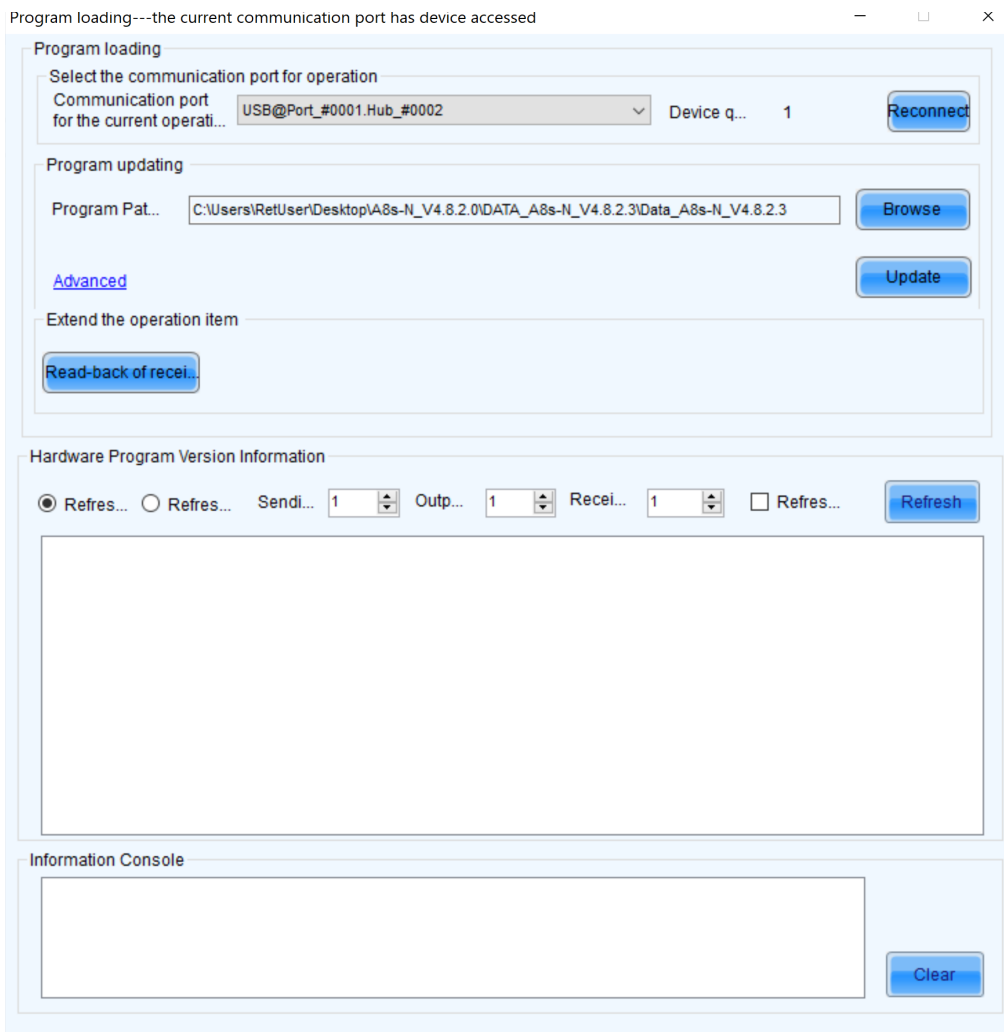 Program loading---the current communication port has device accessed
Program loading
Select the communication port for operation
Communication port
for the current operati...
USB@Port_#0001.Hub_#0002
Device q...
1
Reconnect
Program updating
Program Pat...
C:\Users\RetUser\Desktop\A8s-N_V4.8.2.0\DATA_A8s-N_V4.8.2.3\Data_A8s-N_V4.8.2.3
Browse
Advanced
Update
Extend the operation item
Read-back of recei...
Hardware Program Version Information
Refres...
Refres...
Sendi...
1
Outp...
1
Recei...
1
Refres...
Refresh
Information Console
Clear